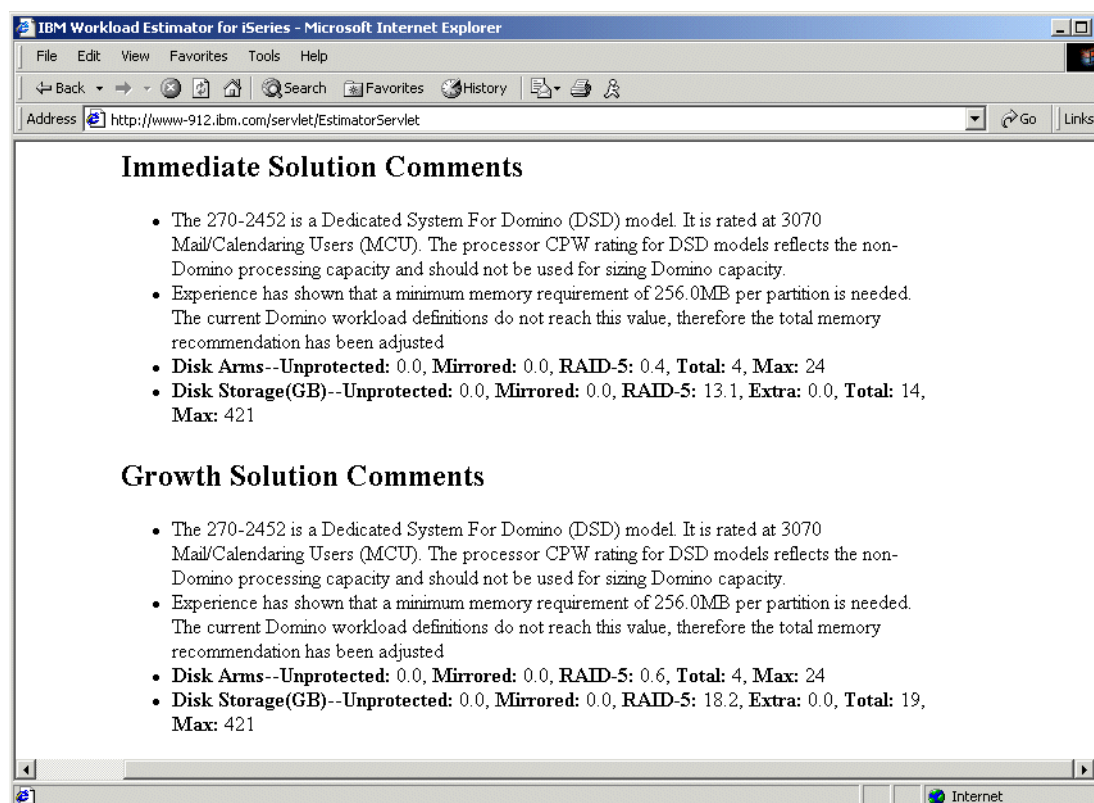 IBM Workload Estimator for iSeries - Microsoft Internet Explorer
File Edit View Favorites Tools Help
Back Search Favorites History
Address http://www-912.ibm.com/servlet/EstimatorServlet Go Links
Immediate Solution Comments
• The 270-2452 is a Dedicated System For Domino (DSD) model. It is rated at 3070
Mail/Calendaring Users (MCU). The processor CPW rating for DSD models reflects the non-
Domino processing capacity and should not be used for sizing Domino capacity.
• Experience has shown that a minimum memory requirement of 256.0MB per partition is needed.
The current Domino workload definitions do not reach this value, therefore the total memory
recommendation has been adjusted
• Disk Arms--Unprotected: 0.0, Mirrored: 0.0, RAID-5: 0.4, Total: 4, Max: 24
• Disk Storage(GB)--Unprotected: 0.0, Mirrored: 0.0, RAID-5: 13.1, Extra: 0.0, Total: 14,
Max: 421
Growth Solution Comments
• The 270-2452 is a Dedicated System For Domino (DSD) model. It is rated at 3070
Mail/Calendaring Users (MCU). The processor CPW rating for DSD models reflects the non-
Domino processing capacity and should not be used for sizing Domino capacity.
• Experience has shown that a minimum memory requirement of 256.0MB per partition is needed.
The current Domino workload definitions do not reach this value, therefore the total memory
recommendation has been adjusted
• Disk Arms--Unprotected: 0.0, Mirrored: 0.0, RAID-5: 0.6, Total: 4, Max: 24
• Disk Storage(GB)--Unprotected: 0.0, Mirrored: 0.0, RAID-5: 18.2, Extra: 0.0, Total: 19,
Max: 421
Internet